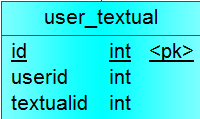 user_textual
id int <pk>
userid int
textualid int